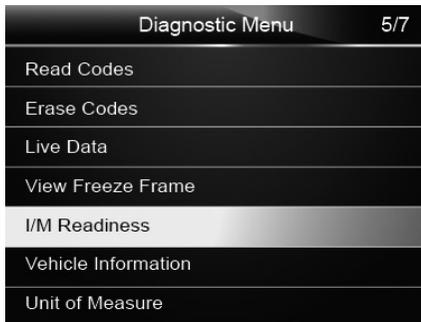 Diagnostic Menu 5/7
Read Codes
Erase Codes
Live Data
View Freeze Frame
I/M Readiness
Vehicle Information
Unit of Measure